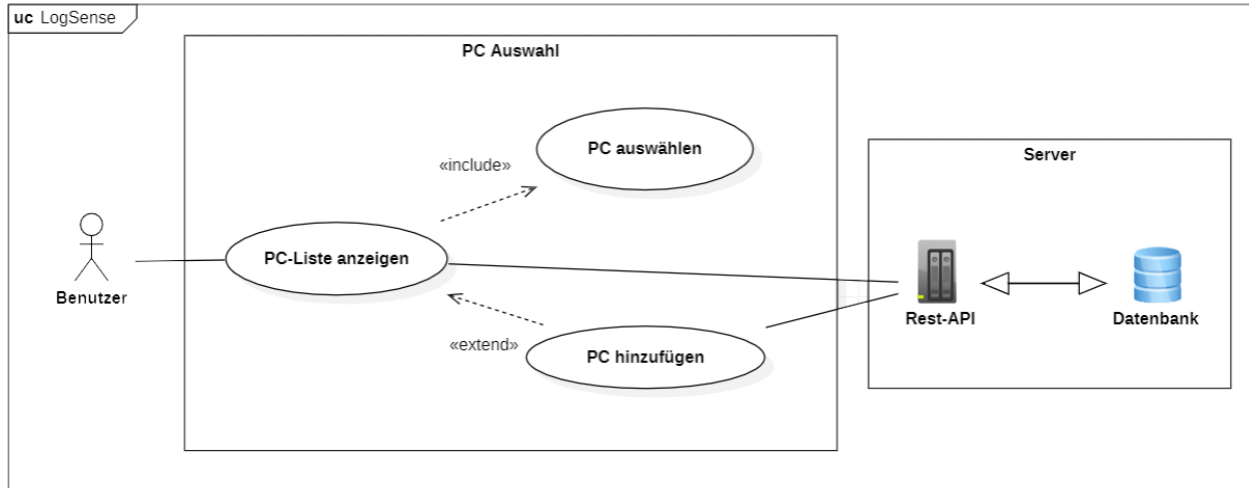 uc LogSense
PC Auswahl
PC auswählen
«include»
Server
PC-Liste anzeigen
Benutzer
Rest-API
Datenbank
«extend»
PC hinzufügen